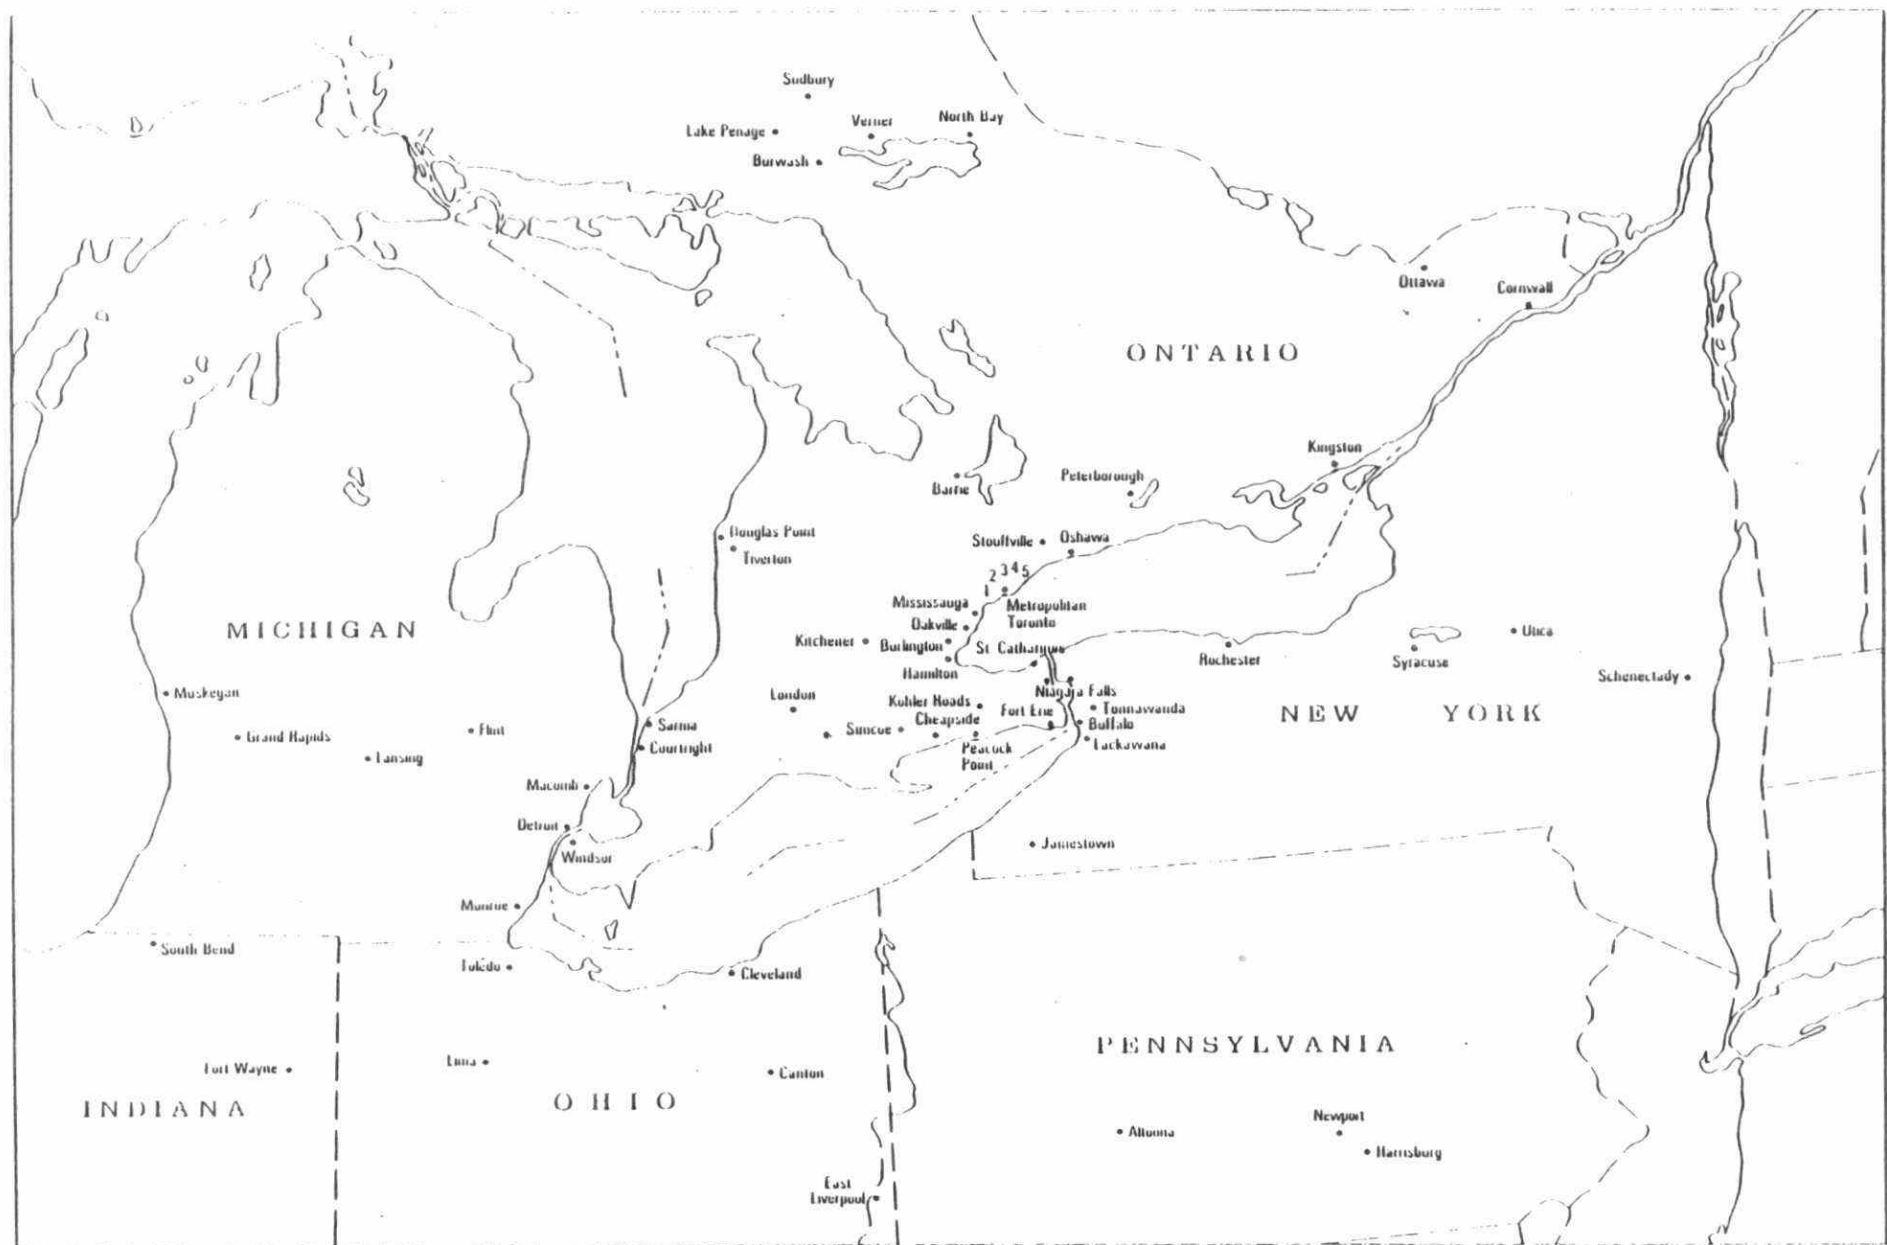 Sudbury
Lake Penage
Verner
North Bay
Burwash
Ottawa
Cornwall
ONTARIO
Kingston
Barrie
Peterborough
Douglas Point
Tiverton
Stouffville
Oshawa
1 2 3 4 5
Mississauga
Metropolitan
Toronto
MICHIGAN
Oakville
Kitchener
Burlington
St. Catharines
Hamilton
Rochester
Syracuse
Utica
Schenectady
Muskegan
London
Kohler Roads
Niagara Falls
Tonnawanda
Fort Erie
NEW YORK
Grand Rapids
Flint
Sarnia
Simcoe
Cheapside
Buffalo
Lansing
Courtright
Peacock
Point
Lackawana
Macomb
Detroit
Windsor
Jamestown
Monroe
South Bend
Toledo
Cleveland
PENNSYLVANIA
Fort Wayne
Lima
Canton
INDIANA
OHIO
Altoona
Newport
Harrisburg
East
Liverpool